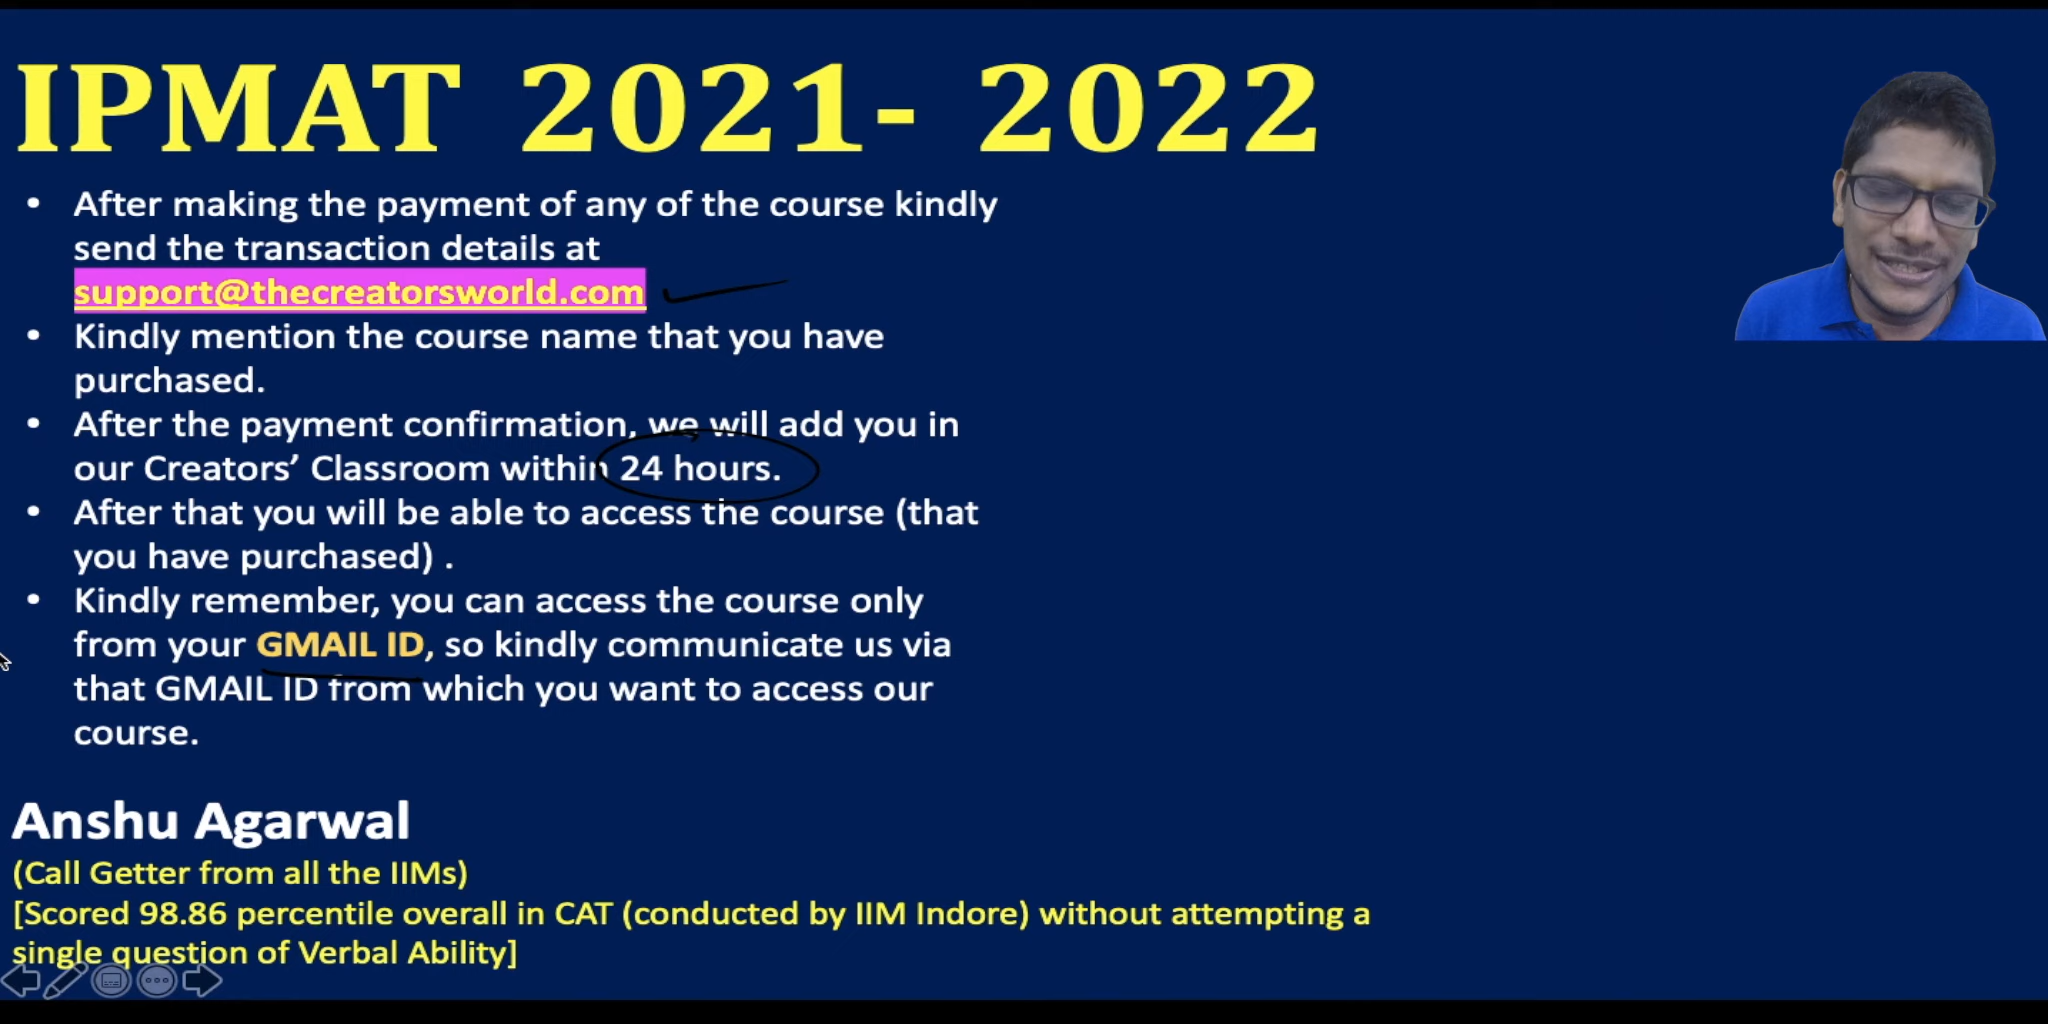 IPMAT 2021- 2022
• After making the payment of any of the course kindly
send the transaction details at
support@thecreatorsworld.com
• Kindly mention the course name that you have
purchased.
• After the payment confirmation, we will add you in
our Creators’ Classroom within 24 hours.
• After that you will be able to access the course (that
you have purchased) .
• Kindly remember, you can access the course only
from your GMAIL ID, so kindly communicate us via
that GMAIL ID from which you want to access our
course.
Anshu Agarwal
(Call Getter from all the IIMs)
[Scored 98.86 percentile overall in CAT (conducted by IIM Indore) without attempting a
single question of Verbal Ability]